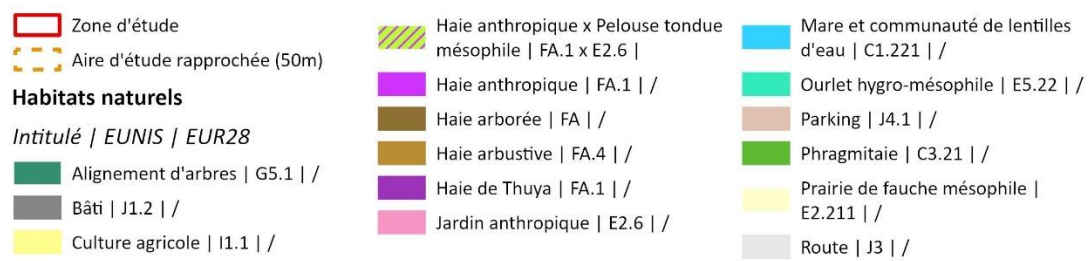 Zone d'étude
Aire d'étude rapprochée (50m)
Habitats naturels
Intitulé | EUNIS | EUR28
Alignement d'arbres | G5.1 | /
Bâti | J1.2 | /
Culture agricole | I1.1 | /
Haie anthropique x Pelouse tondue
mésophile | FA.1 x E2.6 |
Haie anthropique | FA.1 | /
Haie arborée | FA | /
Haie arbustive | FA.4 | /
Haie de Thuya | FA.1 | /
Jardin anthropique | E2.6 | /
Mare et communauté de lentilles
d'eau | C1.221 | /
Ourlet hygro-mésophile | E5.22 | /
Parking | J4.1 | /
Phragmitaie | C3.21 | /
Prairie de fauche mésophile |
E2.211 | /
Route | J3 | /